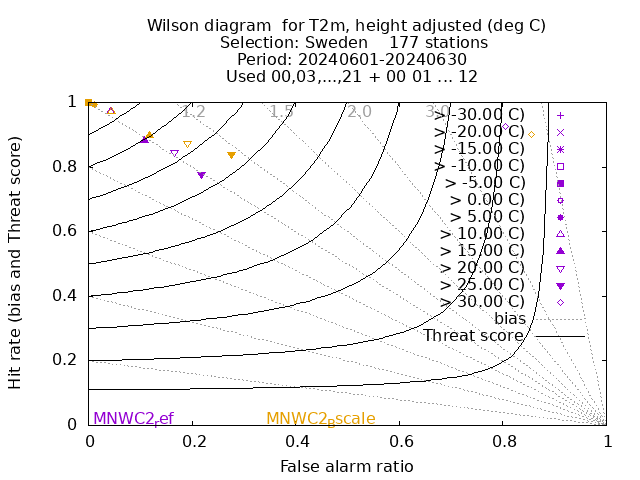 Wilson diagram  for T2m, height adjusted (deg C)
Selection: Sweden    177 stations
Period: 20240601-20240630
Used 00,03,...,21 + 00 01 ... 12
Hit rate (bias and Threat score)
1
0.8
0.6
0.4
0.2
0
1.2 1.5 2.0 3.0
> -30.00 C)
> -20.00 C)
> -15.00 C)
> -10.00 C)
> -5.00 C)
> 0.00 C)
> 5.00 C)
> 10.00 C)
> 15.00 C)
> 20.00 C)
> 25.00 C)
> 30.00 C)
bias
Threat score
MNWC2_ref MNWC2_Bscale
0 0.2 0.4 0.6 0.8 1
False alarm ratio